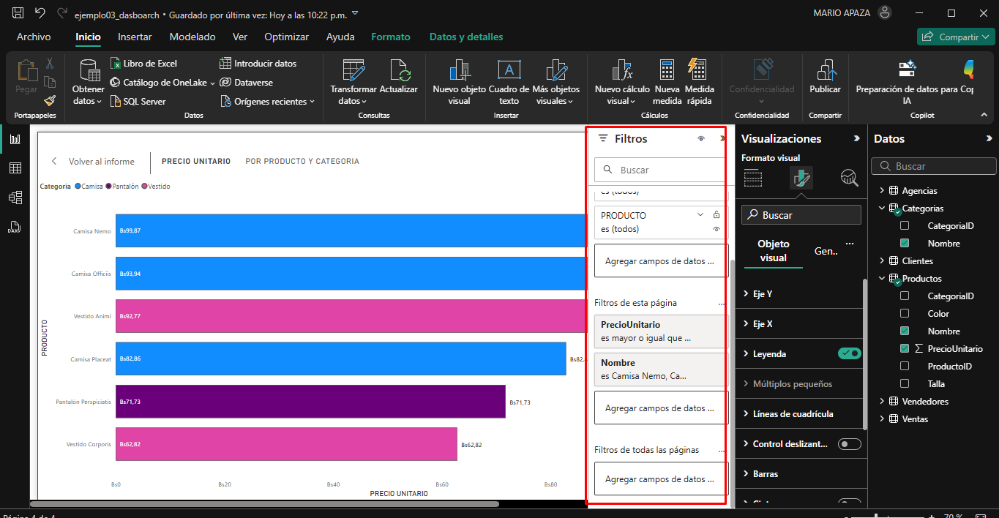 ejemplo03_dasboarch • Guardado por última vez: Hoy a las 10:22 p.m.
MARIO APAZA
Archivo Inicio Insertar Modelado Ver Optimizar Ayuda Formato Datos y detalles
Compartir
Pegar
Portapapeles
Obtener datos
Libro de Excel
Catálogo de OneLake
SQL Server
Introducir datos
Dataverse
Orígenes recientes
Datos
Transformar datos
Actualizar
Consultas
Nuevo objeto visual
Cuadro de texto
Más objetos visuales
Insertar
Nuevo cálculo visual
Nueva medida
Medida rápida
Cálculos
Confidencialidad
Confidencialidad
Publicar
Compartir
Preparación de datos para IA
Cop
Copilot
Volver al informe
PRECIO UNITARIO
POR PRODUCTO Y CATEGORIA
Categoria Camisa Pantalón Vestido
PRODUCTO
Camisa Nemo Bs99,87
Camisa Officiis Bs93,94
Vestido Animi Bs92,77
Camisa Placeat Bs82,86 Bs82,
Pantalón Perspiciatis Bs71,73 Bs71,73
Vestido Corporis Bs62,82 Bs62,82
Bs0 Bs20 Bs40 Bs60 Bs80
PRECIO UNITARIO
Filtros
Buscar
es (todos)
PRODUCTO
es (todos)
Agregar campos de datos ...
Filtros de esta página ...
PrecioUnitario
es mayor o igual que ...
Nombre
es Camisa Nemo, Ca...
Agregar campos de datos ...
Filtros de todas las páginas ...
Agregar campos de datos ...
Visualizaciones
Formato visual
Buscar
Objeto visual
Gen..
...
Eje Y
Eje X
Leyenda
Múltiplos pequeños
Líneas de cuadrícula
Control deslizant...
Barras
Datos
Buscar
Agencias
Categorias
CategoriaID
Nombre
Clientes
Productos
CategoriaID
Color
Nombre
PrecioUnitario
ProductoID
Talla
Vendedores
Ventas
Página 4 de 4
70 %